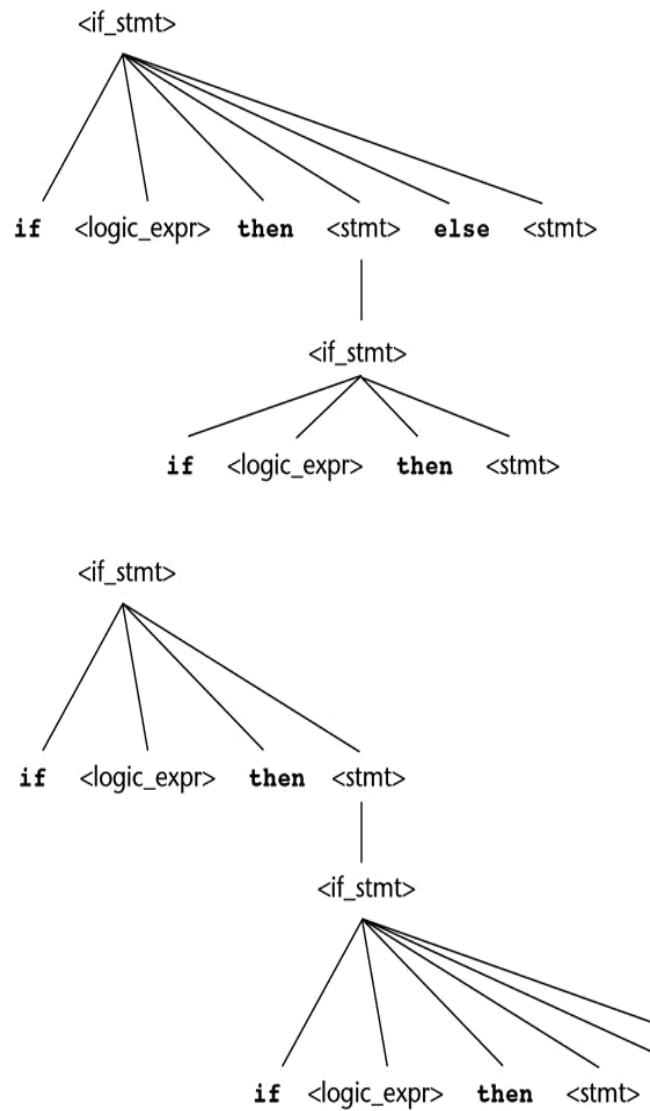 <if_stmt>
if <logic_expr> then <stmt> else <stmt>
<if_stmt>
if <logic_expr> then <stmt>
<if_stmt>
if <logic_expr> then <stmt>
<if_stmt>
if <logic_expr> then <stmt>